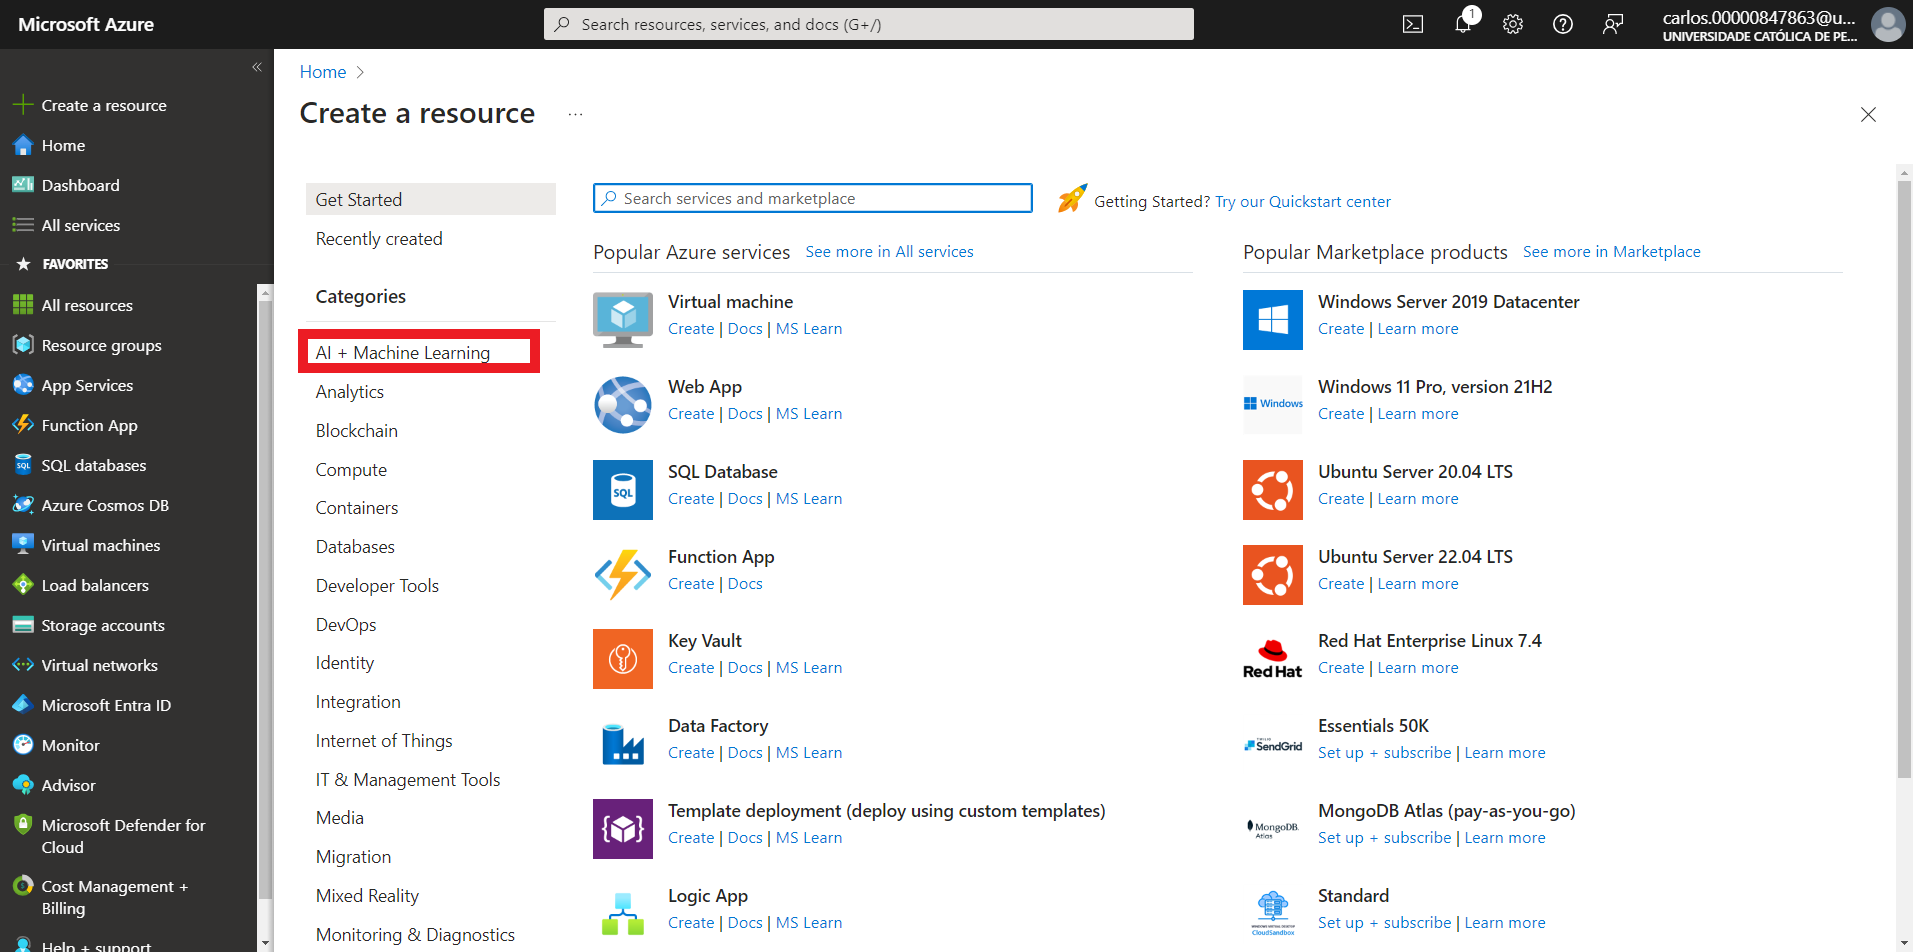 Microsoft Azure
Search resources, services, and docs (G+/)
1
carlos.00000847863@u...
UNIVERSIDADE CATÓLICA DE PE...
Create a resource
Home
Dashboard
All services
FAVORITES
All resources
Resource groups
App Services
Function App
SQL
SQL databases
Azure Cosmos DB
Virtual machines
Load balancers
Storage accounts
Virtual networks
Microsoft Entra ID
Monitor
Advisor
Microsoft Defender for
Cloud
Cost Management +
Billing
Help + support
Home
Create a resource
...
Get Started
Recently created
Categories
AI + Machine Learning
Analytics
Blockchain
Compute
Containers
Databases
Developer Tools
DevOps
Identity
Integration
Internet of Things
IT & Management Tools
Media
Migration
Mixed Reality
Monitoring & Diagnostics
Search services and marketplace
Getting Started? Try our Quickstart center
Popular Azure services See more in All services
Virtual machine
Create | Docs | MS Learn
Web App
Create | Docs | MS Learn
SQL
SQL Database
Create | Docs | MS Learn
Function App
Create | Docs
Key Vault
Create | Docs | MS Learn
Data Factory
Create | Docs | MS Learn
Template deployment (deploy using custom templates)
Create | Docs | MS Learn
Logic App
Create | Docs | MS Learn
Popular Marketplace products See more in Marketplace
Windows Server 2019 Datacenter
Create | Learn more
Windows
Windows 11 Pro, version 21H2
Create | Learn more
Ubuntu Server 20.04 LTS
Create | Learn more
Ubuntu Server 22.04 LTS
Create | Learn more
Red Hat
Red Hat Enterprise Linux 7.4
Create | Learn more
SendGrid
Essentials 50K
Set up + subscribe | Learn more
MongoDB.
Atlas
MongoDB Atlas (pay-as-you-go)
Set up + subscribe | Learn more
CloudSandbox
Standard
Set up + subscribe | Learn more